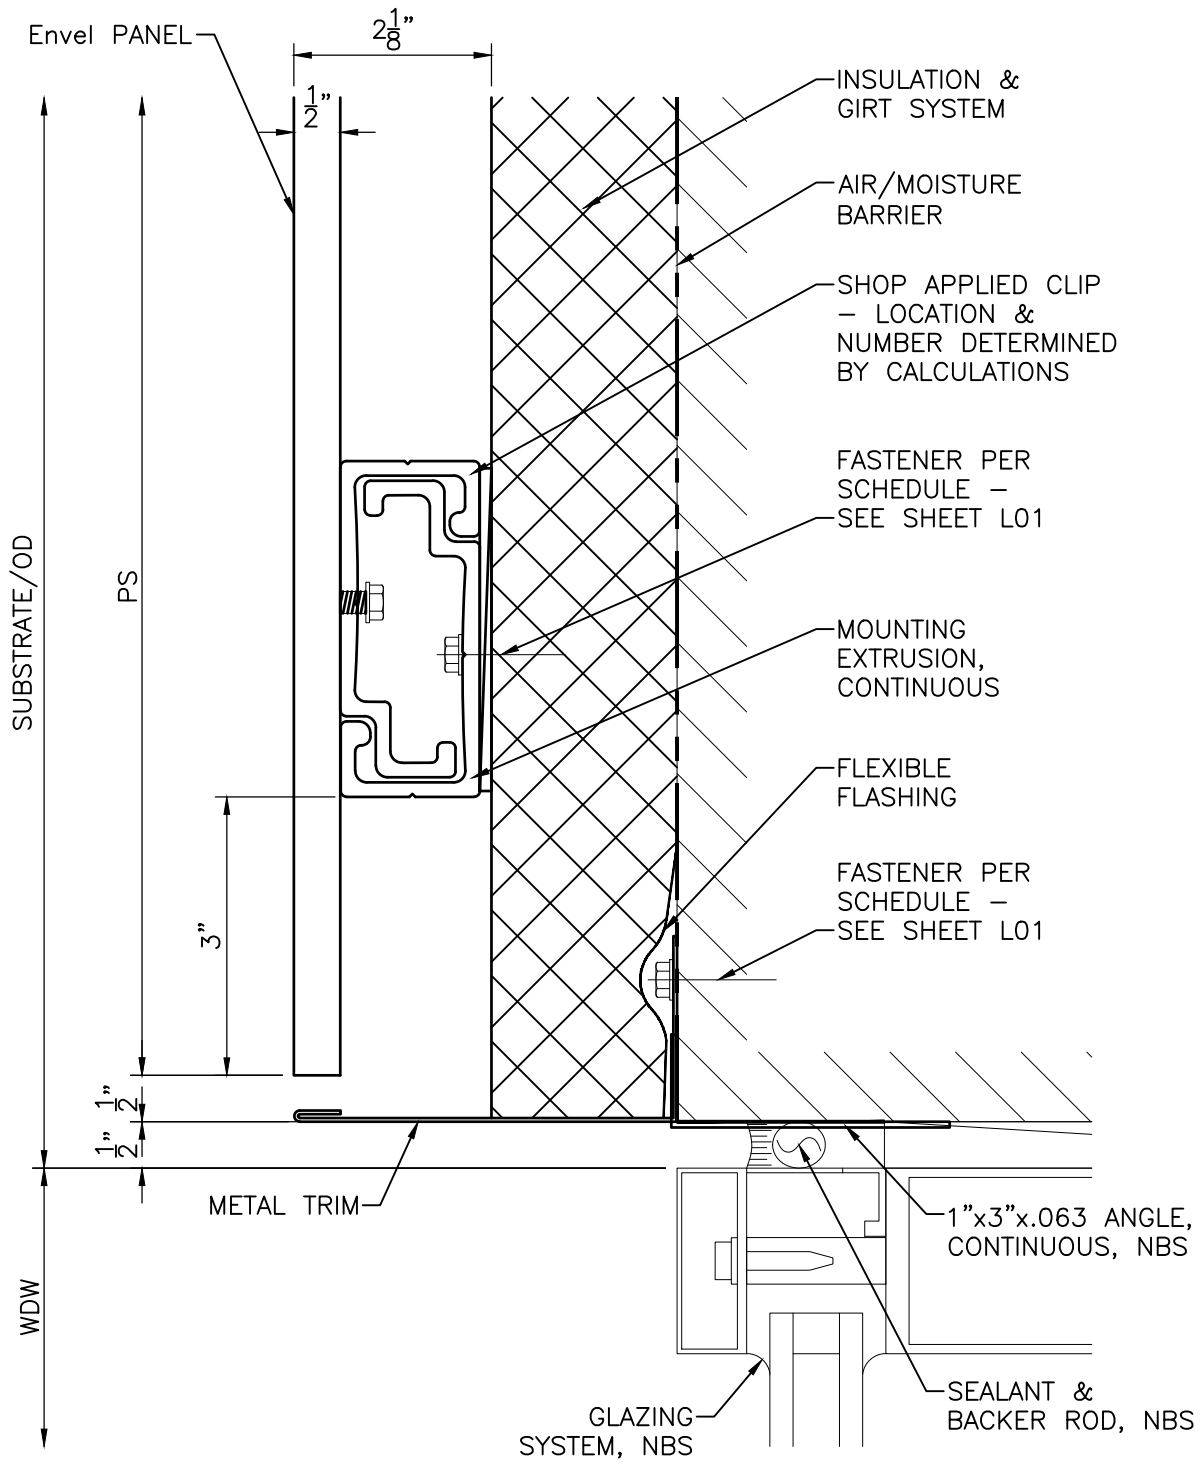 Envel PANEL
2 1/8"
1/2"
INSULATION &
GIRT SYSTEM
AIR/MOISTURE
BARRIER
SHOP APPLIED CLIP
– LOCATION &
NUMBER DETERMINED
BY CALCULATIONS
FASTENER PER
SCHEDULE –
SEE SHEET L01
SUBSTRATE/OD
PS
MOUNTING
EXTRUSION,
CONTINUOUS
FLEXIBLE
FLASHING
FASTENER PER
SCHEDULE –
SEE SHEET L01
3"
1/2"
1/2"
METAL TRIM
1"x3"x.063 ANGLE,
CONTINUOUS, NBS
WDW
SEALANT &
BACKER ROD, NBS
GLAZING
SYSTEM, NBS